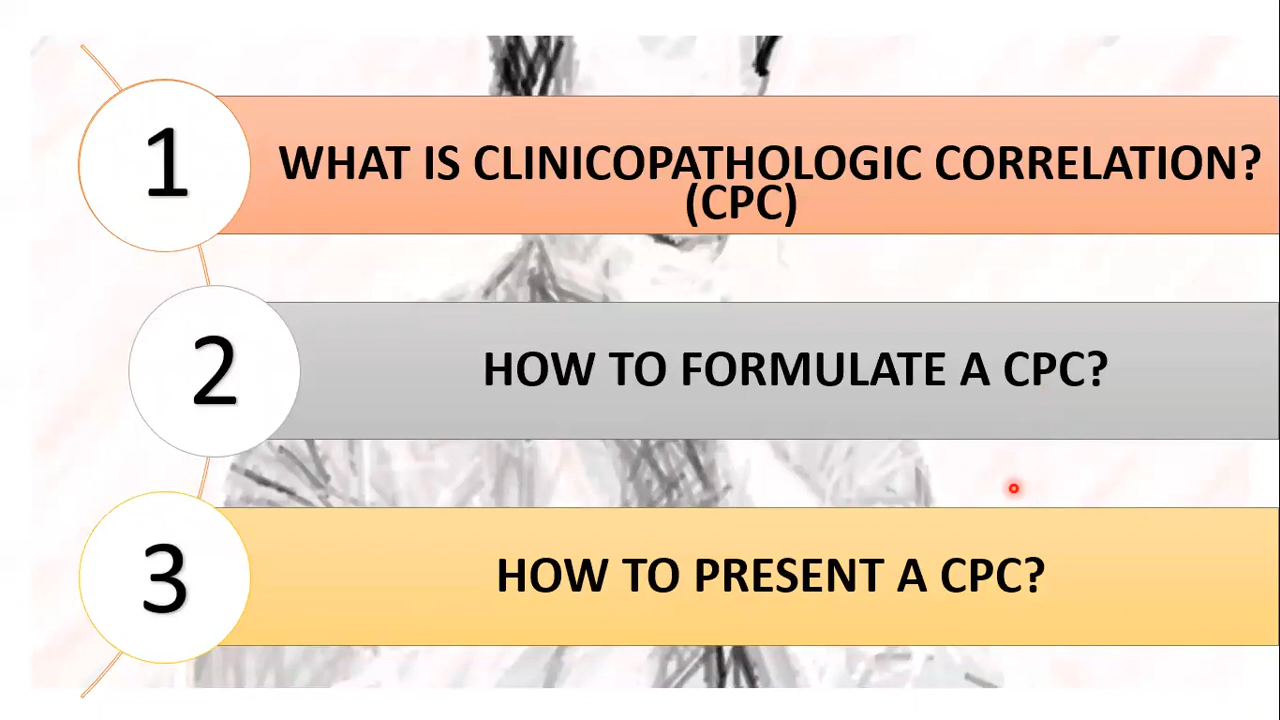 1
WHAT IS CLINICOPATHOLOGIC CORRELATION?
(CPC)
2
HOW TO FORMULATE A CPC?
3
HOW TO PRESENT A CPC?